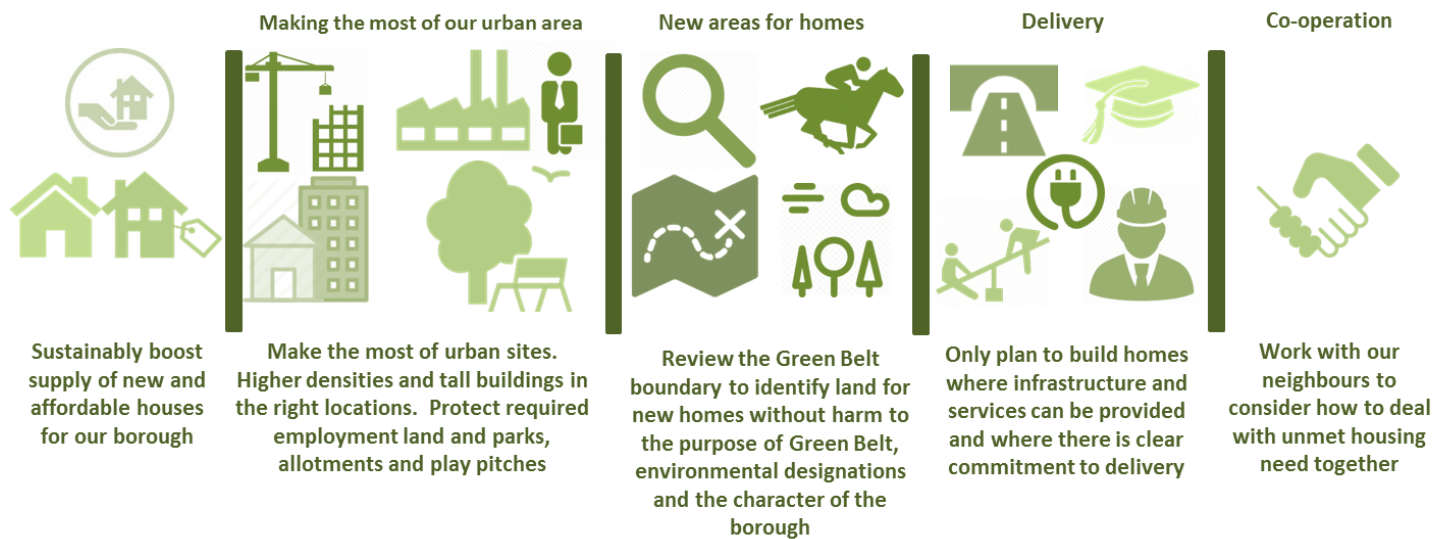 Making the most of our urban area
New areas for homes
Delivery
Co-operation
Sustainably boost
supply of new and
affordable houses
for our borough
Make the most of urban sites.
Higher densities and tall buildings in
the right locations.  Protect required
employment land and parks,
allotments and play pitches
Review the Green Belt
boundary to identify land for
new homes without harm to
the purpose of Green Belt,
environmental designations
and the character of the
borough
Only plan to build homes
where infrastructure and
services can be provided
and where there is clear
commitment to delivery
Work with our
neighbours to
consider how to deal
with unmet housing
need together